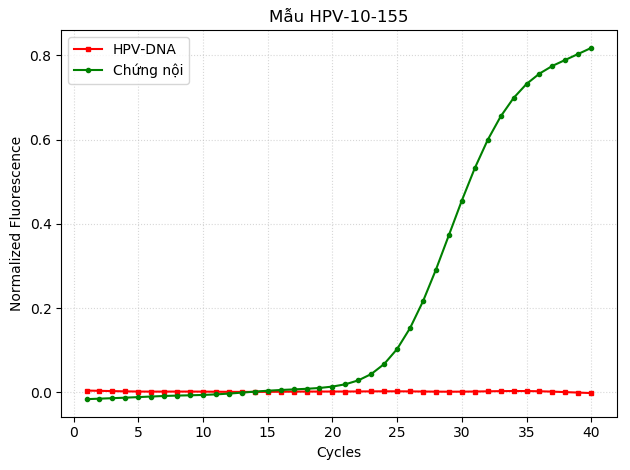 Mẫu HPV-10-155
HPV-DNA
Chứng nội
Normalized Fluorescence
0.8
0.6
0.4
0.2
0.0
0 5 10 15 20 25 30 35 40
Cycles